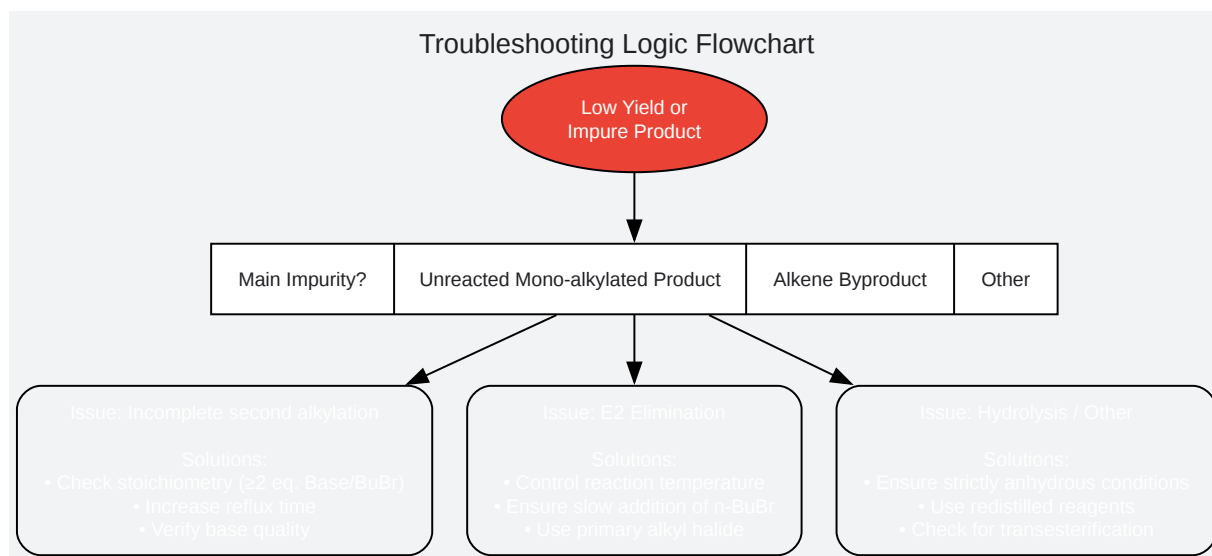 Troubleshooting Logic Flowchart
Low Yield or
Impure Product
Main Impurity?
Unreacted Mono-alkylated Product
Alkene Byproduct
Other
Issue: Incomplete second alkylation
Solutions:
• Check stoichiometry (≥2 eq. Base/BuBr)
• Increase reflux time
• Verify base quality
Issue: E2 Elimination
Solutions:
• Control reaction temperature
• Ensure slow addition of n-BuBr
• Use primary alkyl halide
Issue: Hydrolysis / Other
Solutions:
• Ensure strictly anhydrous conditions
• Use redistilled reagents
• Check for transesterification